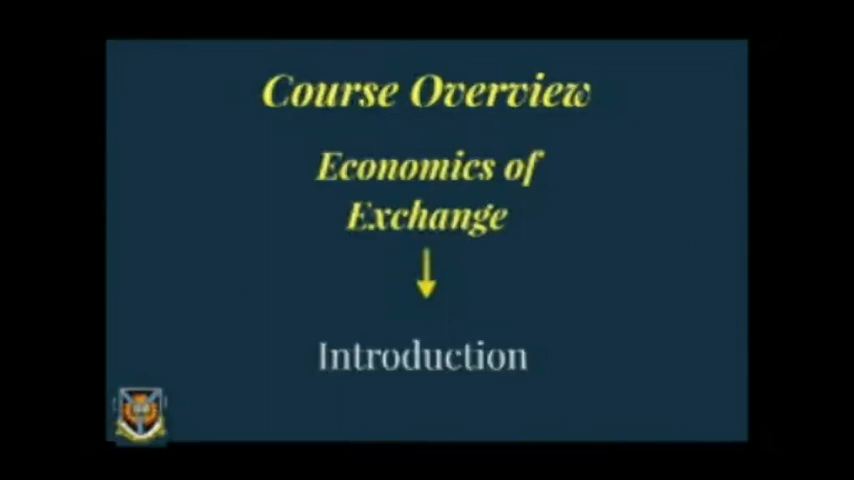 Course Overview
Economics of
Exchange
Introduction